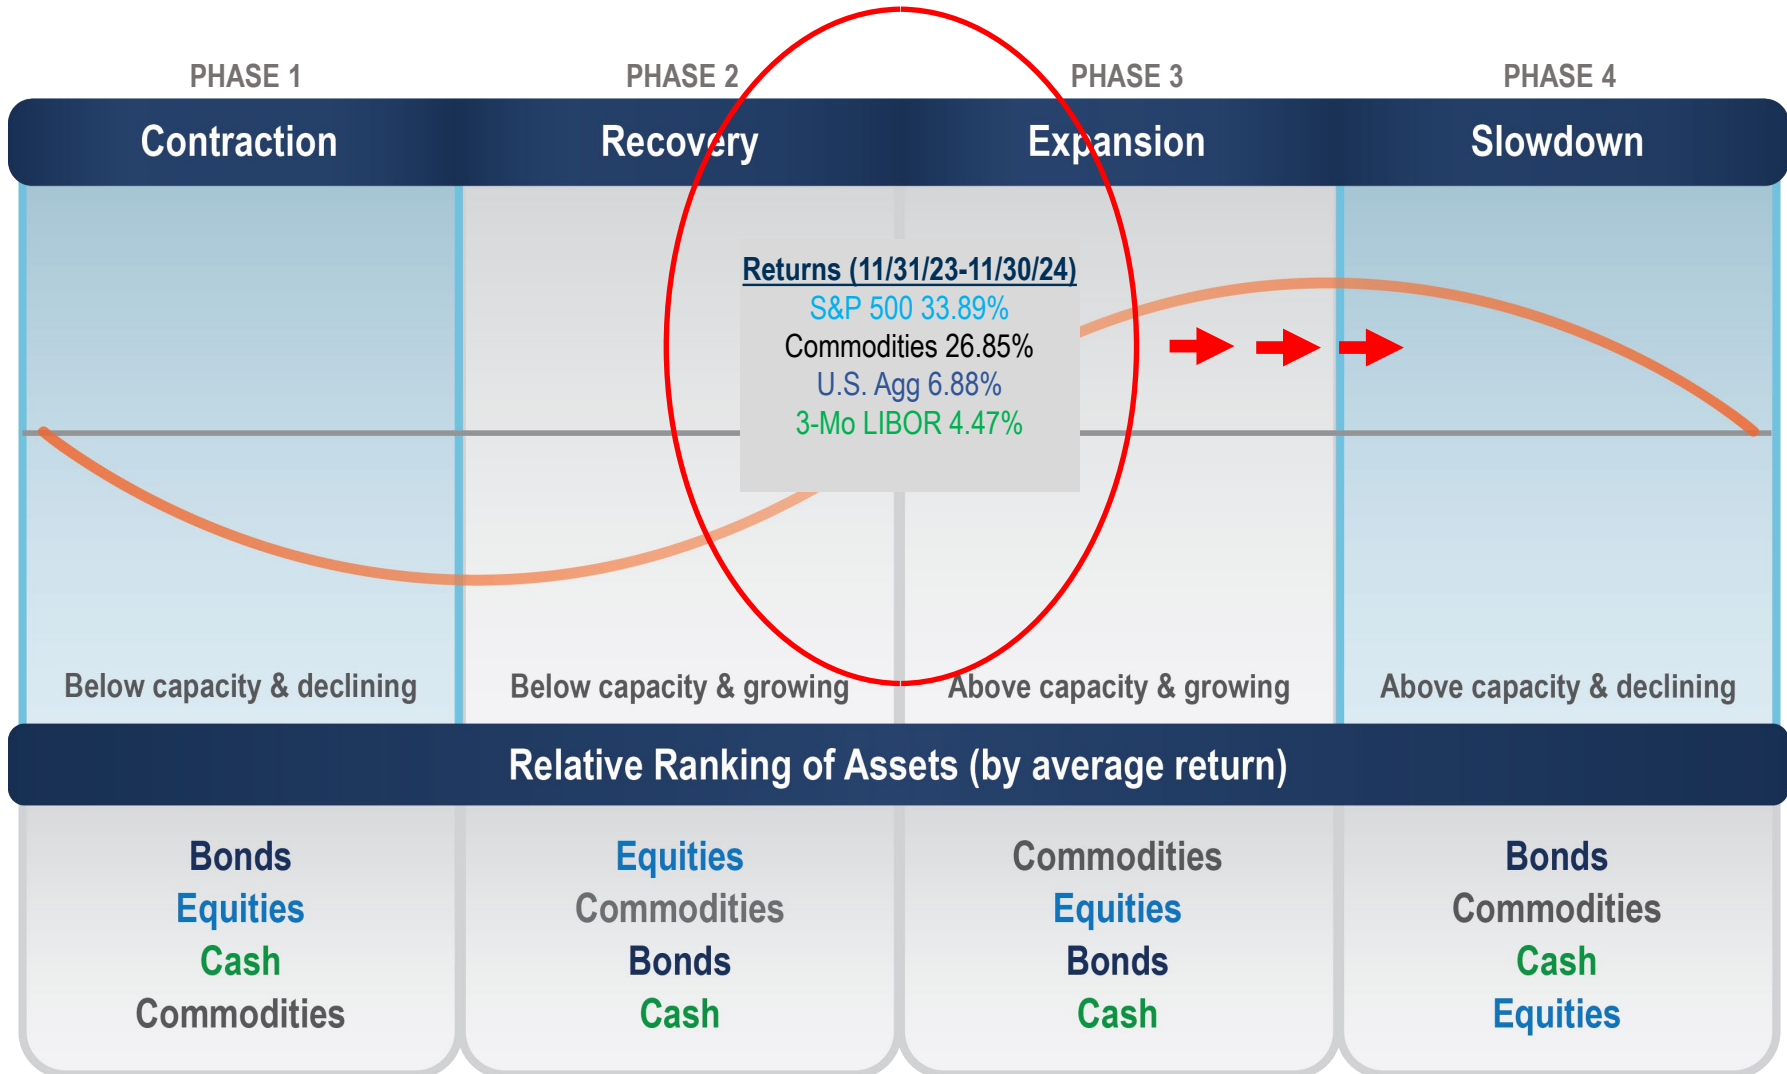 PHASE 1
PHASE 2
PHASE 3
PHASE 4
Contraction
Recovery
Expansion
Slowdown
Returns (11/31/23-11/30/24)
S&P 500 33.89%
Commodities 26.85%
U.S. Agg 6.88%
3-Mo LIBOR 4.47%
Below capacity & declining
Below capacity & growing
Above capacity & growing
Above capacity & declining
Relative Ranking of Assets (by average return)
Bonds
Equities
Cash
Commodities
Equities
Commodities
Bonds
Cash
Commodities
Equities
Bonds
Cash
Bonds
Commodities
Cash
Equities